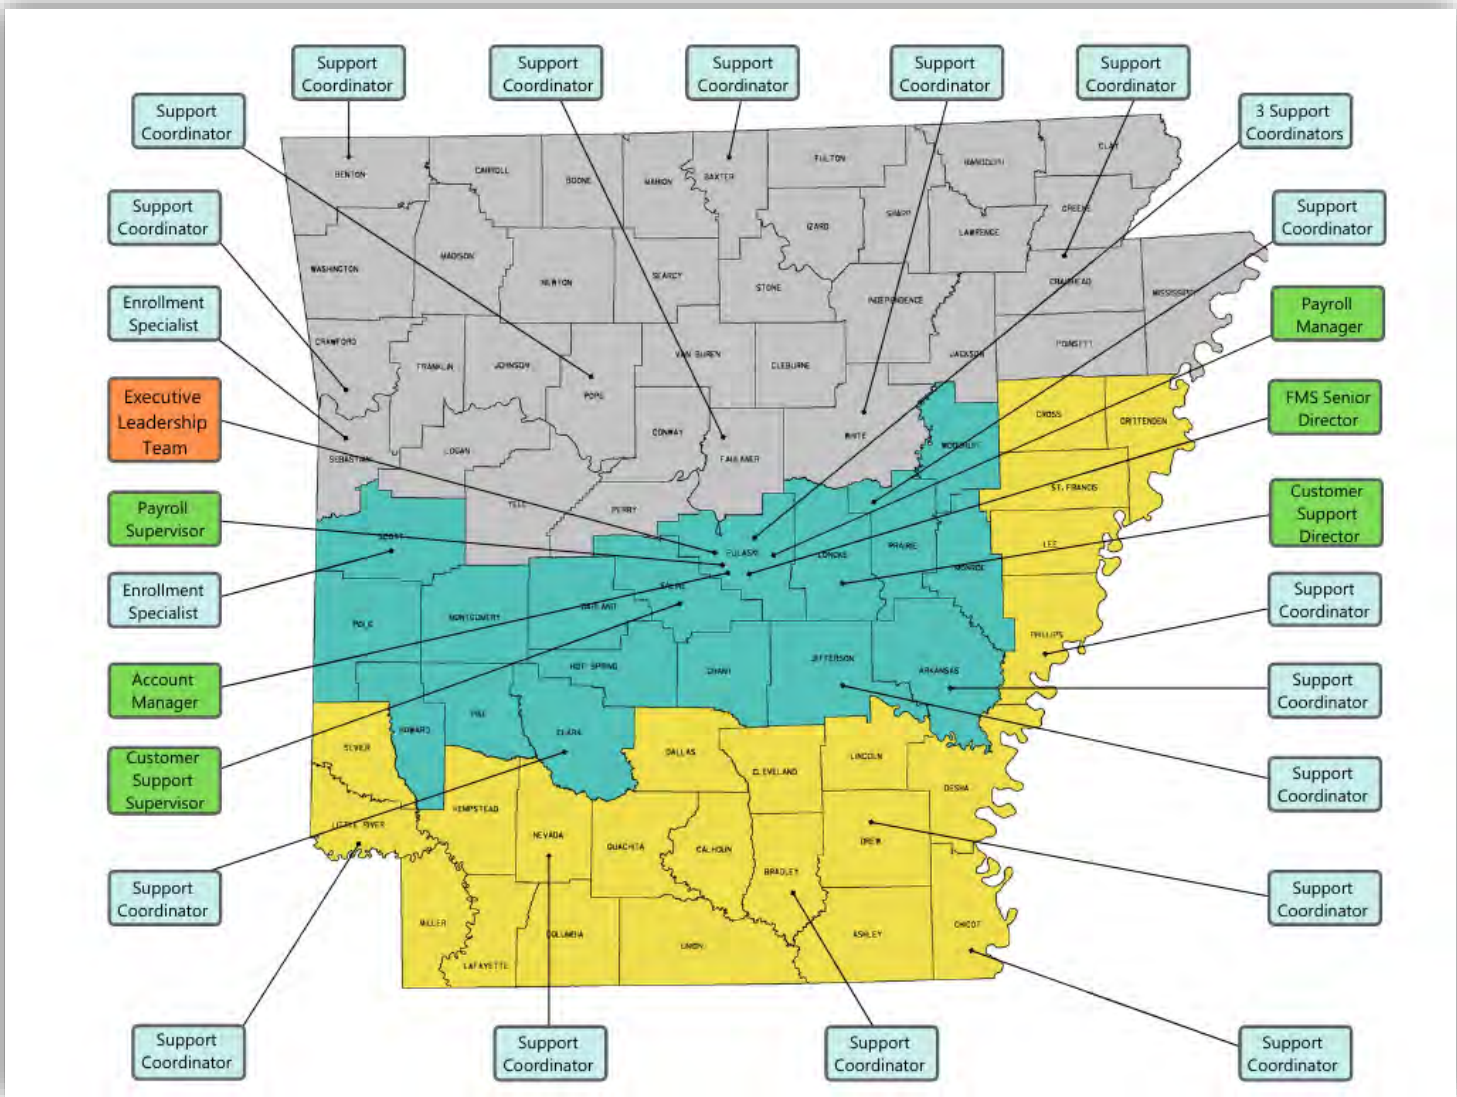 Support
Coordinator
Support
Coordinator
Support
Coordinator
Support
Coordinator
Support
Coordinator
Support
Coordinator
3 Support
Coordinators
Support
Coordinator
Support
Coordinator
Enrollment
Specialist
Payroll
Manager
Executive
Leadership
Team
FMS Senior
Director
Payroll
Supervisor
Customer
Support
Director
Enrollment
Specialist
Support
Coordinator
Account
Manager
Support
Coordinator
Customer
Support
Supervisor
Support
Coordinator
Support
Coordinator
Support
Coordinator
Support
Coordinator
Support
Coordinator
Support
Coordinator
Support
Coordinator
BENTON
CARROLL
BOONE
MARION
BAXTER
FULTON
RANDOLPH
CLAY
GREENE
SHARP
IZARD
LAWRENCE
WASHINGTON
MADISON
NEWTON
SEARCY
STONE
INDEPENDENCE
CRAIGHEAD
MISSISSIPPI
CRAWFORD
FRANKLIN
JOHNSON
POPE
VAN BUREN
CLEBURNE
JACKSON
POINSETT
SEBASTIAN
LOGAN
CONWAY
FAULKNER
WHITE
WOODRUFF
CROSS
CRITTENDEN
YELL
PERRY
ST. FRANCIS
SCOTT
PULASKI
LONOKE
PRAIRIE
MONROE
LEE
POLK
MONTGOMERY
GARLAND
SALINE
HOT SPRING
GRANT
JEFFERSON
ARKANSAS
PHILLIPS
SEVIER
HOWARD
PIKE
CLARK
DALLAS
CLEVELAND
LINCOLN
DESHA
LITTLE RIVER
HEMPSTEAD
NEVADA
OUACHITA
CALHOUN
BRADLEY
DREW
MILLER
LAFAYETTE
COLUMBIA
UNION
ASHLEY
CHICOT